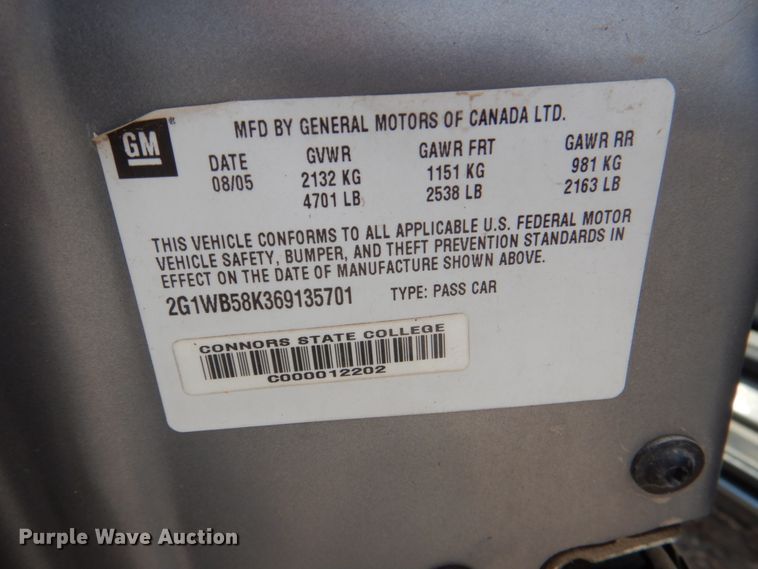 GM
®
MFD BY GENERAL MOTORS OF CANADA LTD.
DATE GVWR GAWR FRT GAWR RR
08/05 2132 KG 1151 KG 981 KG
4701 LB 2538 LB 2163 LB
THIS VEHICLE CONFORMS TO ALL APPLICABLE U.S. FEDERAL MOTOR
VEHICLE SAFETY, BUMPER, AND THEFT PREVENTION STANDARDS IN
EFFECT ON THE DATE OF MANUFACTURE SHOWN ABOVE.
2G1WB58K369135701 TYPE: PASS CAR
CONNORS STATE COLLEGE
C000012202
Purple Wave Auction